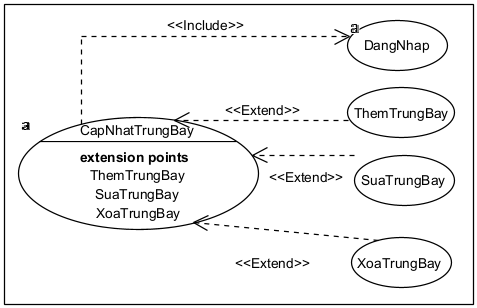 <<Include>>
a
DangNhap
<<Extend>>
ThemTrungBay
a
CapNhatTrungBay
extension points
ThemTrungBay
SuaTrungBay
XoaTrungBay
<<Extend>>
SuaTrungBay
<<Extend>>
XoaTrungBay